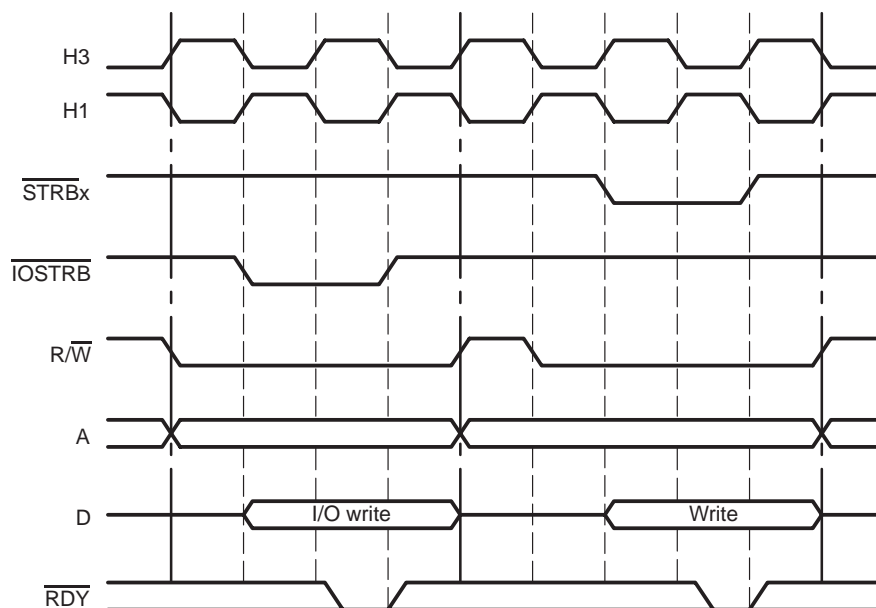 H3
H1
STRBx
IOSTRB
R/W
A
D
I/O write
Write
RDY